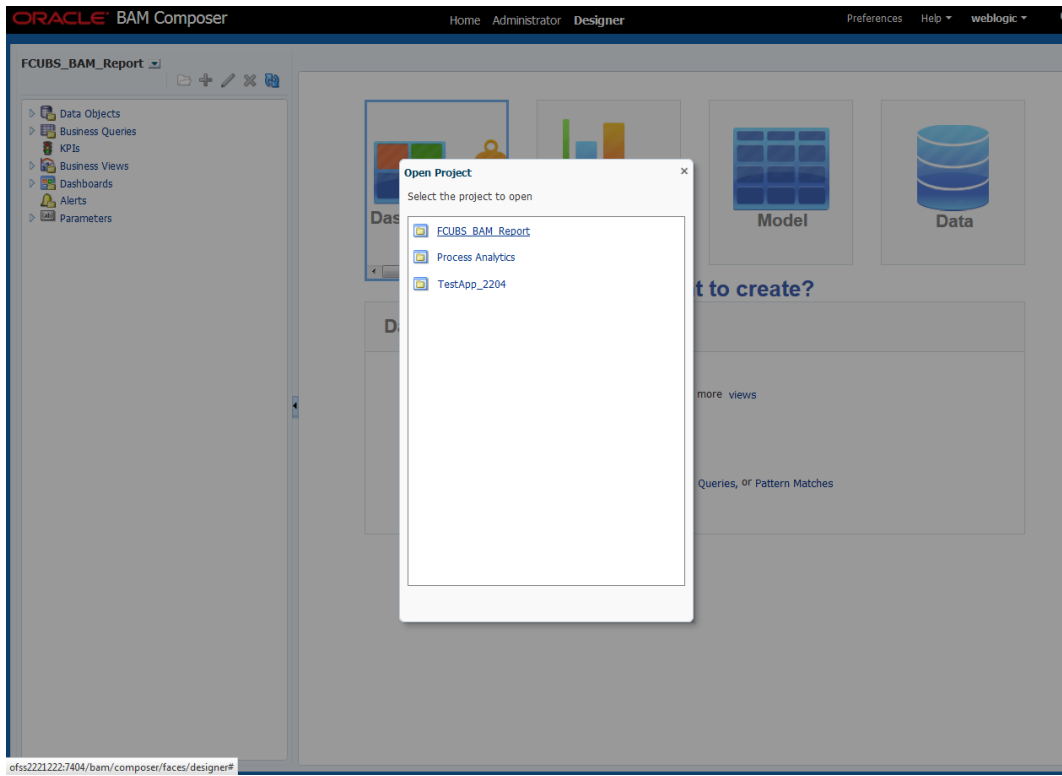 ORACLE BAM Composer
Home Administrator Designer
Preferences Help weblogic
FCUBS_BAM_Report
Data Objects
Business Queries
KPIs
Business Views
Dashboards
Alerts
Parameters
Open Project
Select the project to open
FCUBS_BAM_Report
Process Analytics
TestApp_2204
Das
Model
Data
t to create?
D
more views
Queries, or Pattern Matches
ofss2221222:7404/bam/composer/faces/designer#